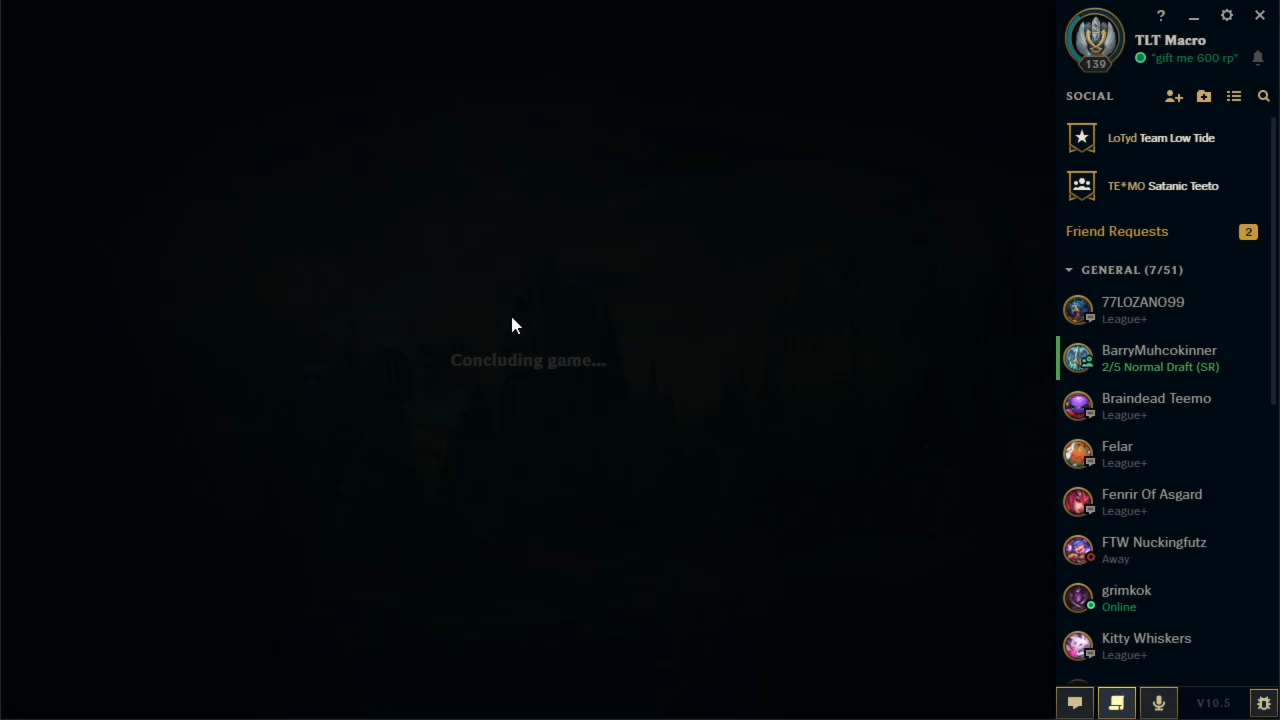 ?
TLT Macro
139
"gift me 600 rp"
SOCIAL
LoTyd Team Low Tide
TE*MO Satanic Teeto
Friend Requests 2
GENERAL (7/51)
77LOZANO99
League+
BarryMuhcokinner
2/5 Normal Draft (SR)
Braindead Teemo
League+
Felar
League+
Fenrir Of Asgard
League+
FTW Nuckingfutz
Away
grimkok
Online
Kitty Whiskers
League+
V10.5
Concluding game...